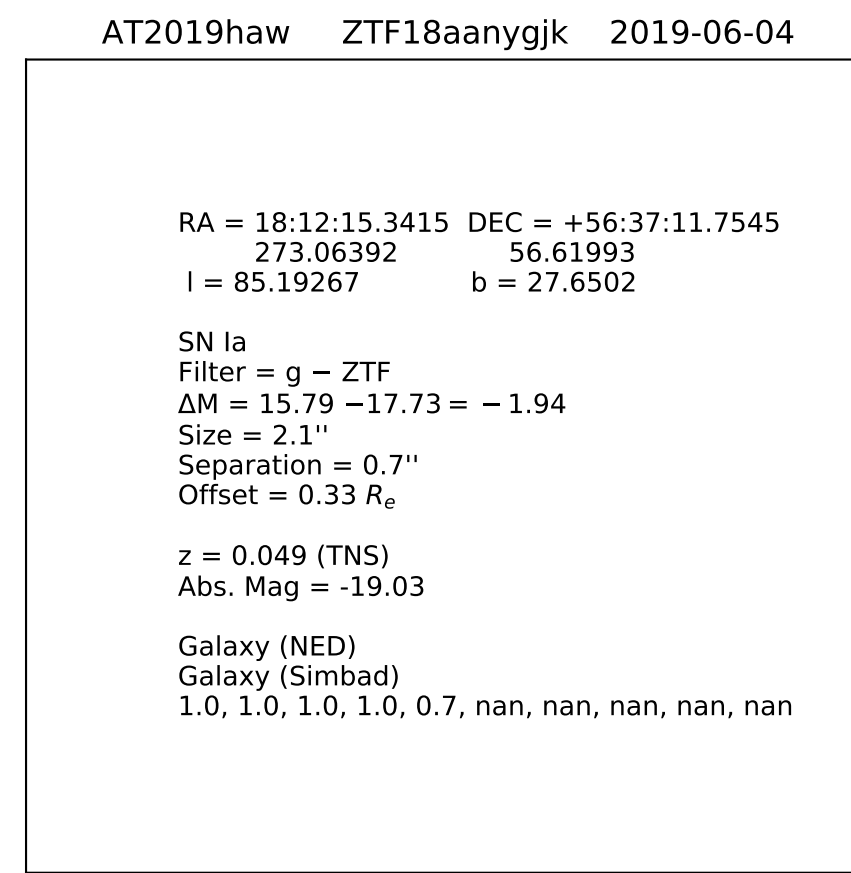 AT2019haw ZTF18aanygjk 2019-06-04
RA = 18:12:15.3415 DEC = +56:37:11.7545
273.06392 56.61993
l = 85.19267 b = 27.6502
SN Ia
Filter = g − ZTF
ΔM = 15.79 −17.73 = − 1.94
Size = 2.1''
Separation = 0.7''
Offset = 0.33 Rₑ
z = 0.049 (TNS)
Abs. Mag = -19.03
Galaxy (NED)
Galaxy (Simbad)
1.0, 1.0, 1.0, 1.0, 0.7, nan, nan, nan, nan, nan